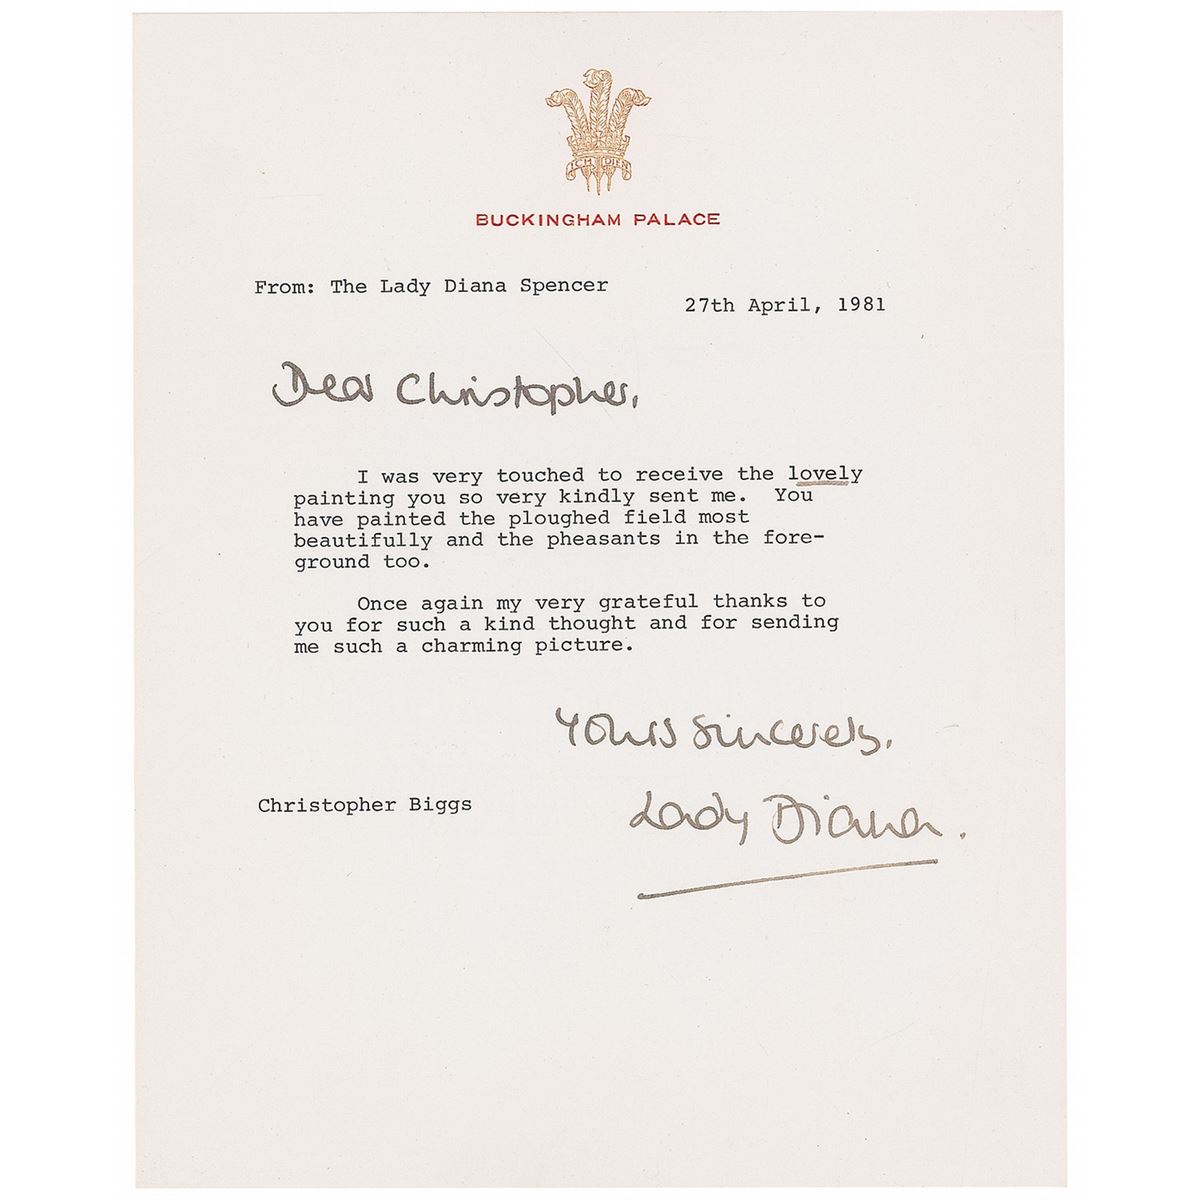 ICH DIEN
BUCKINGHAM PALACE
From: The Lady Diana Spencer
27th April, 1981
Dear Christopher,
I was very touched to receive the lovely
painting you so very kindly sent me. You
have painted the ploughed field most
beautifully and the pheasants in the fore-
ground too.
Once again my very grateful thanks to
you for such a kind thought and for sending
me such a charming picture.
Yours sincerely,
Christopher Biggs
Lady Diana.